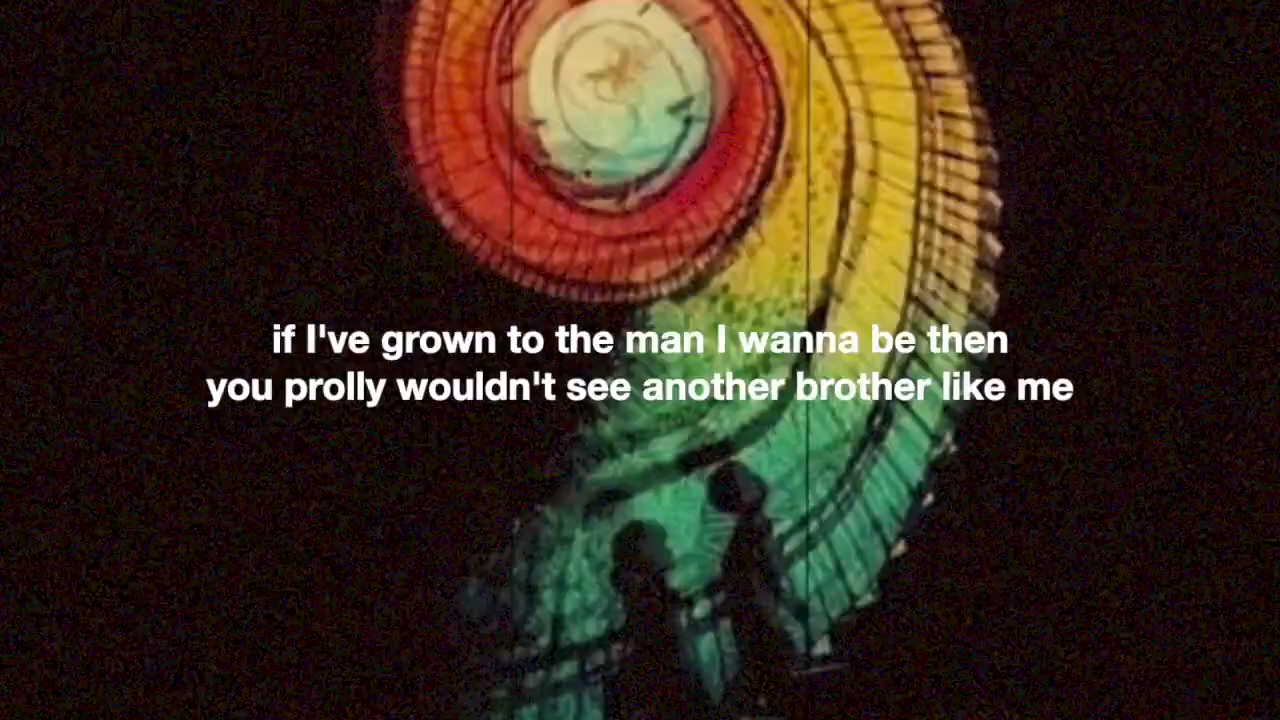 if I've grown to the man I wanna be then
you prolly wouldn't see another brother like me